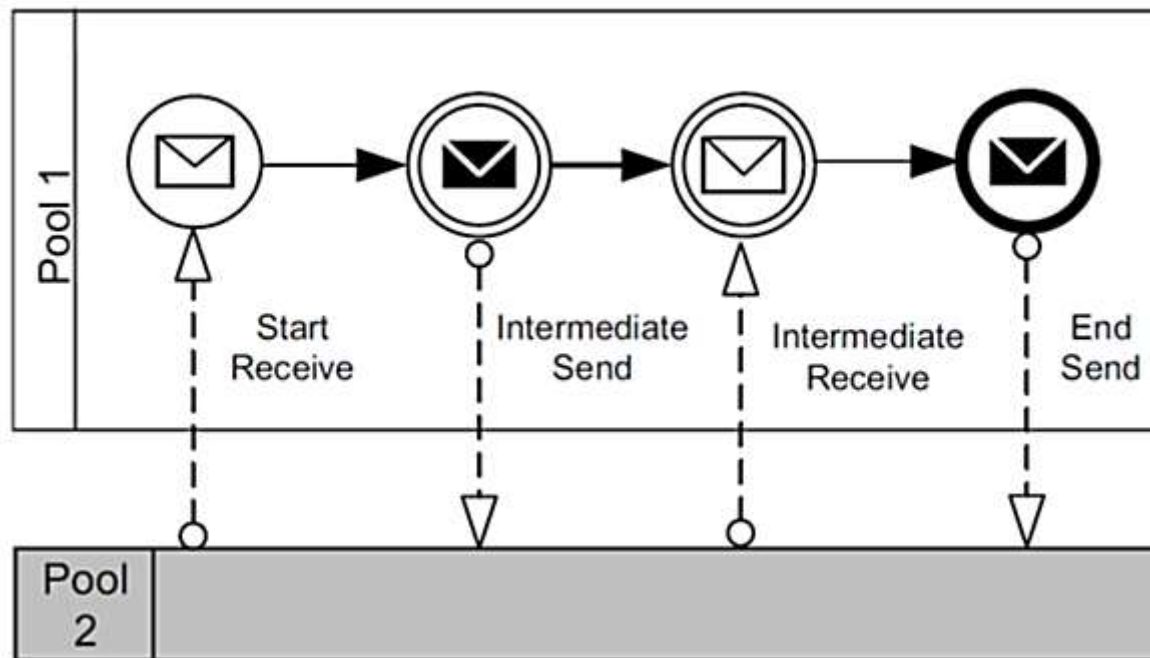 Pool 1
Start
Receive
Intermediate
Send
Intermediate
Receive
End
Send
Pool
2